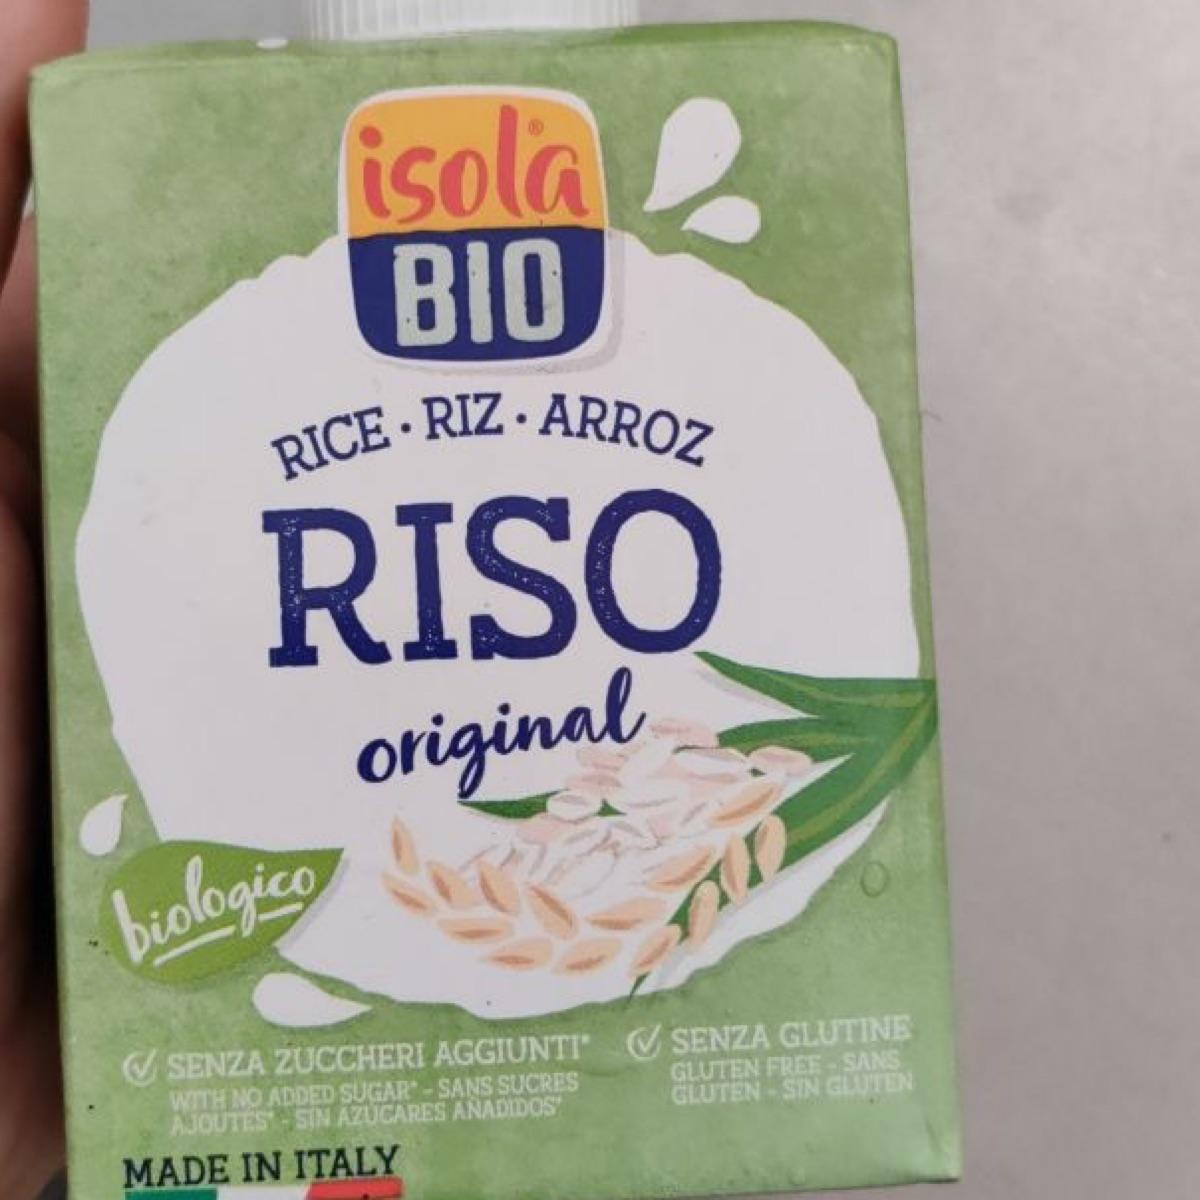 isola®
BIO
RICE · RIZ · ARROZ
RISO
original
biologico
SENZA ZUCCHERI AGGIUNTI*
WITH NO ADDED SUGAR* - SANS SUCRES
AJOUTÉS* - SIN AZÚCARES AÑADIDOS*
SENZA GLUTINE
GLUTEN FREE - SANS
GLUTEN - SIN GLUTEN
MADE IN ITALY